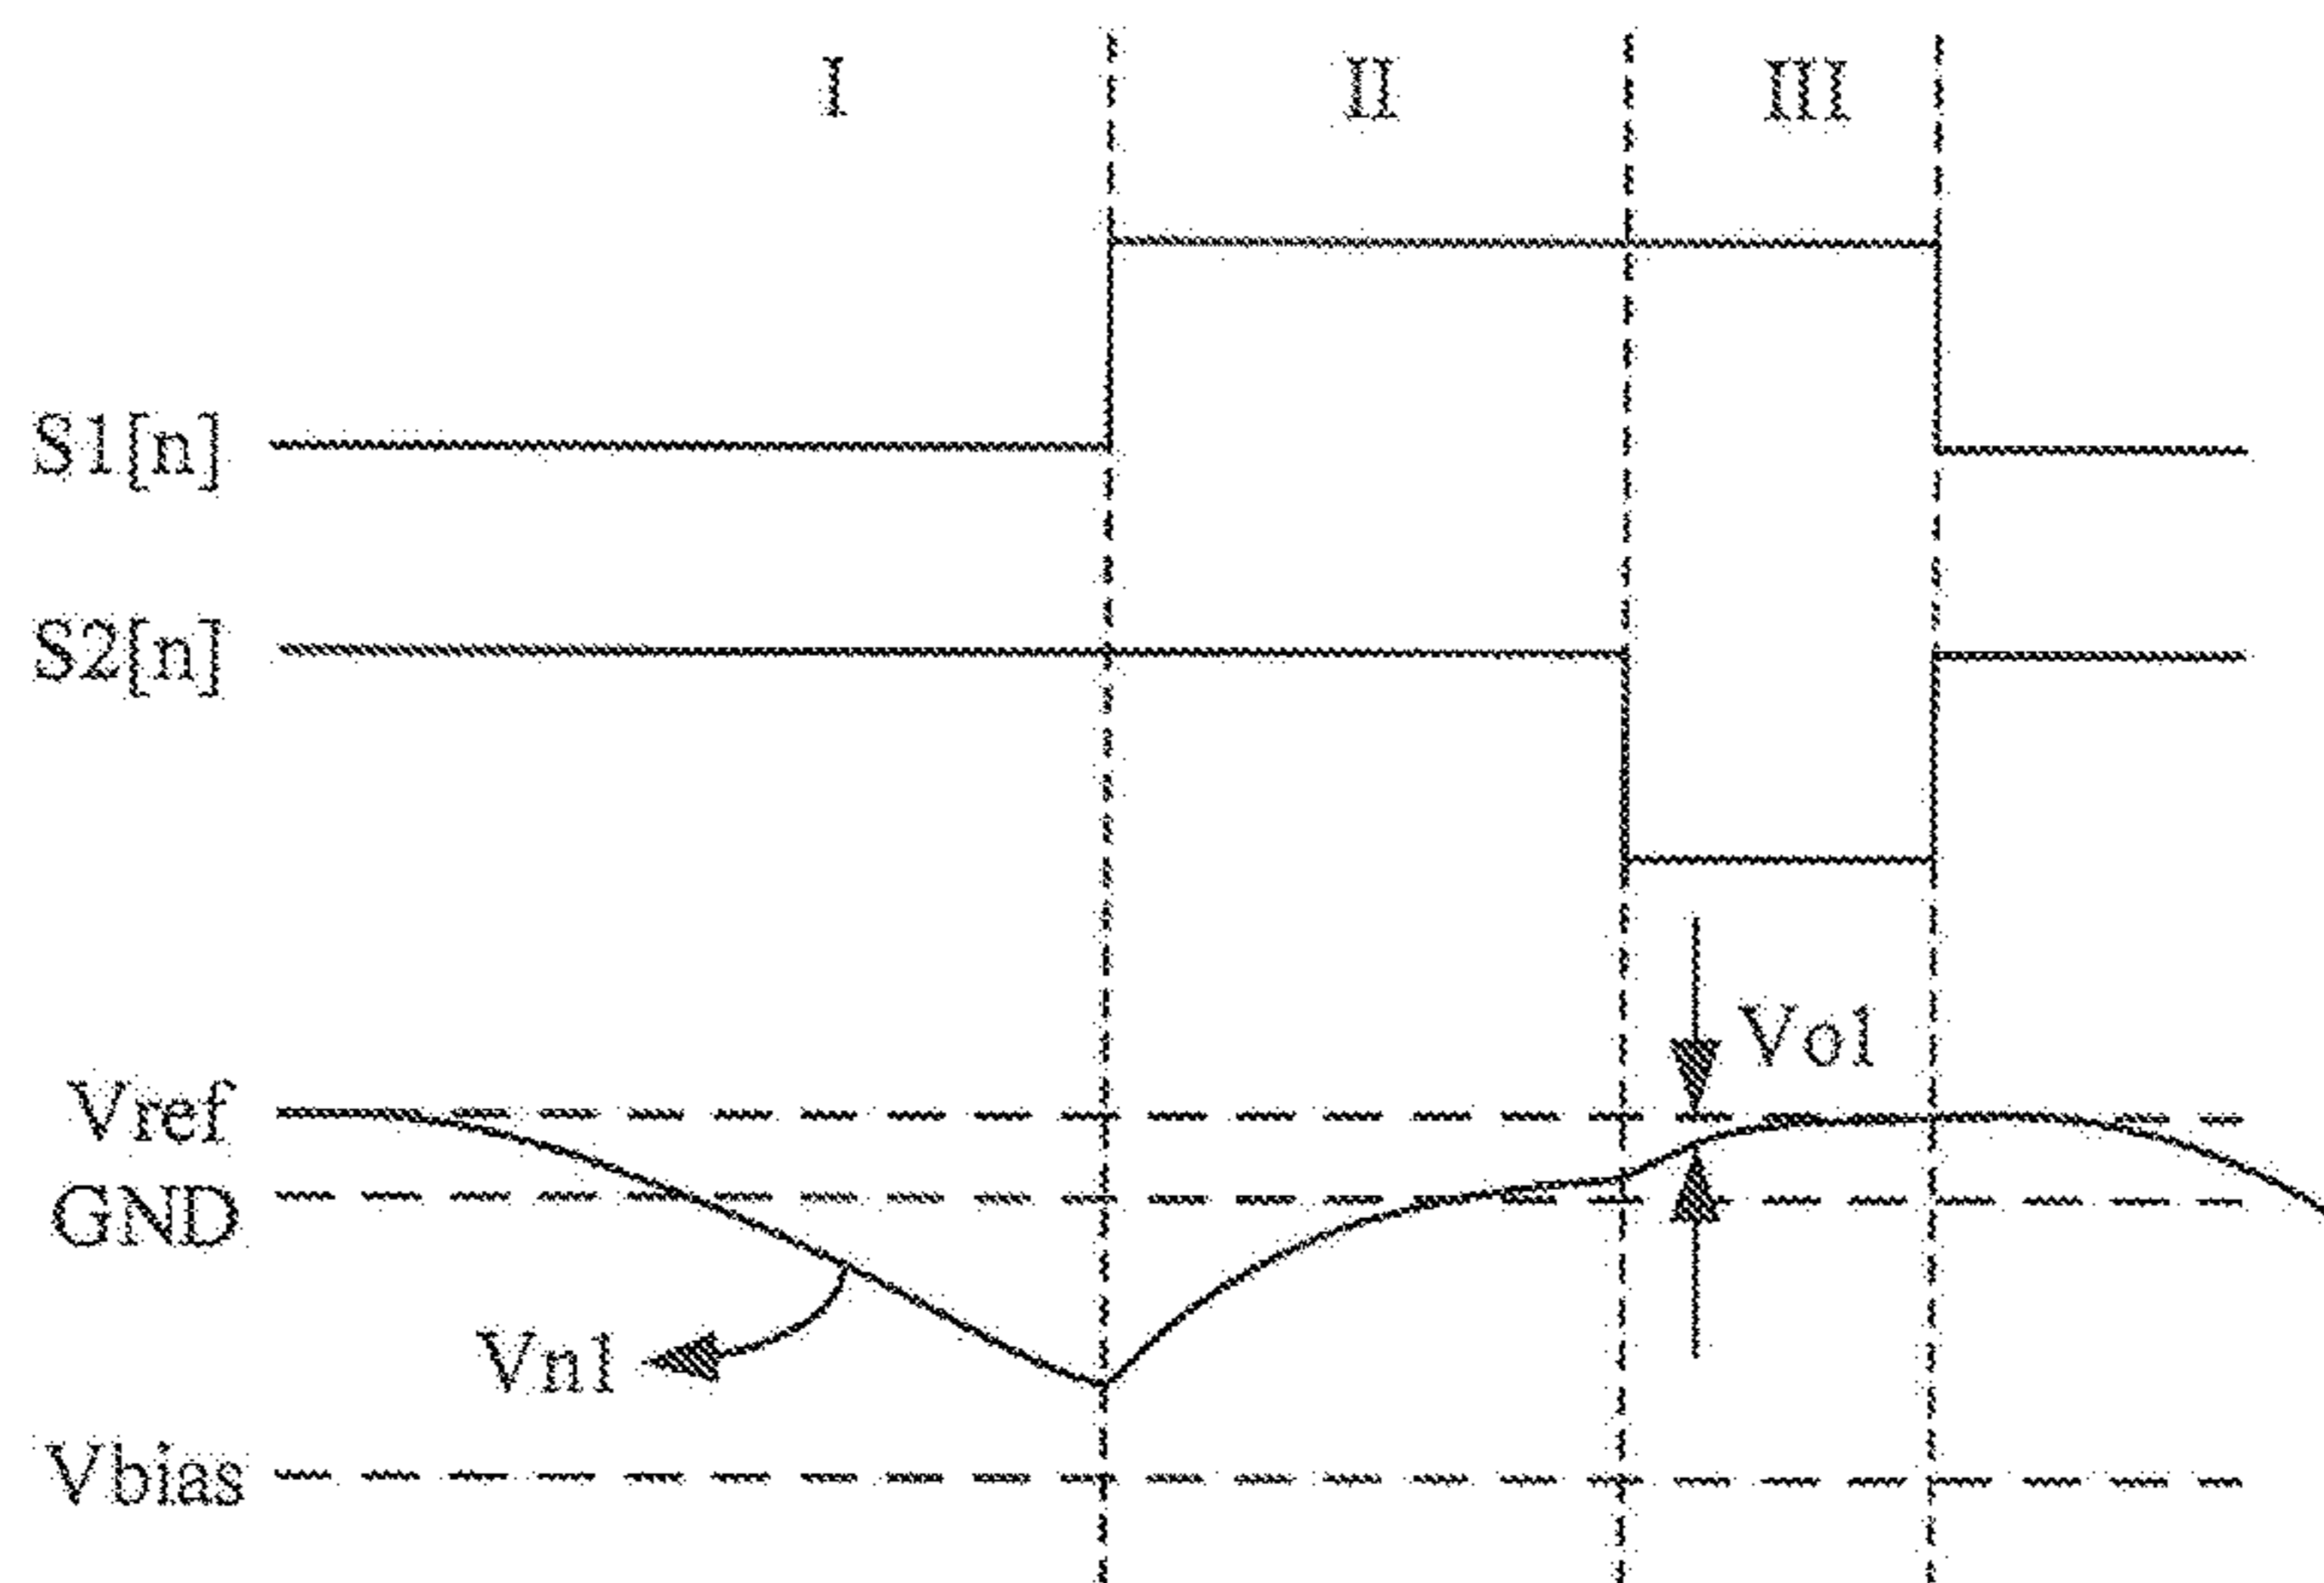 I II III
S1[n]
S2[n]
Vo1
Vref
GND
Vn1
Vbias